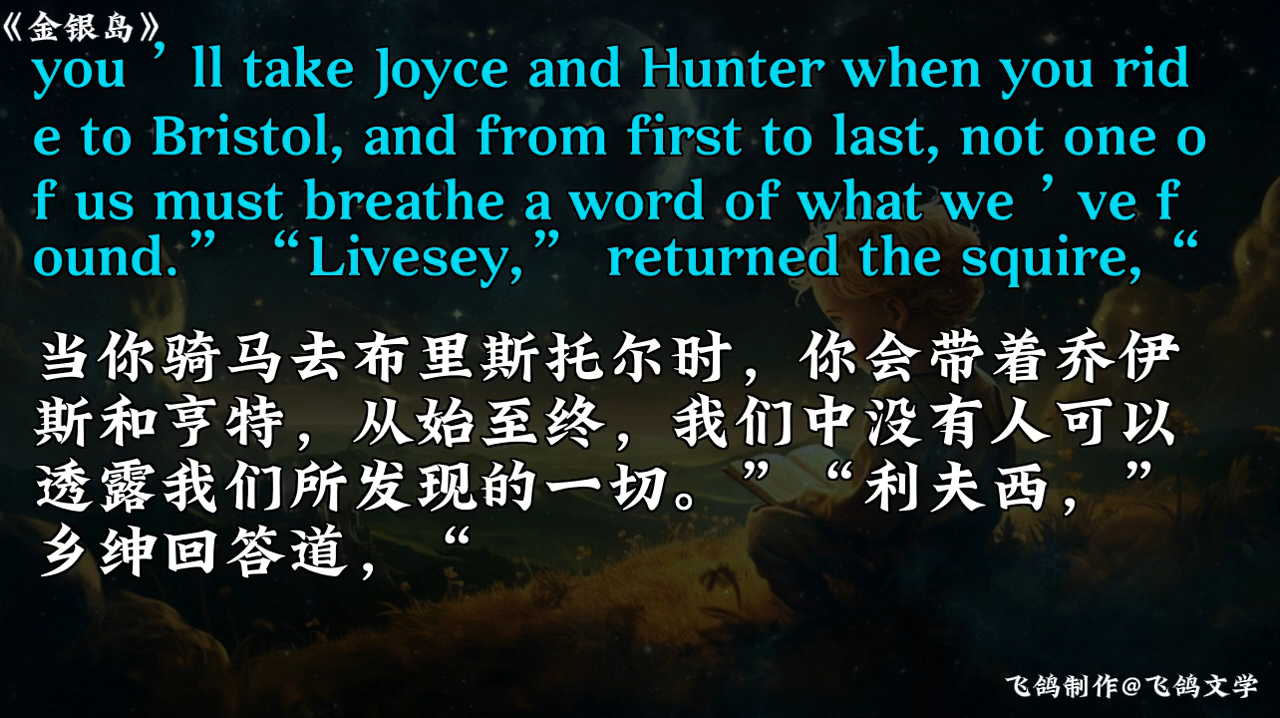 《金银岛》
you ’ ll take Joyce and Hunter when you rid
e to Bristol, and from first to last, not one o
f us must breathe a word of what we ’ ve f
ound.” “Livesey,” returned the squire, “
当你骑马去布里斯托尔时，你会带着乔伊
斯和亨特，从始至终，我们中没有人可以
透露我们所发现的一切。”“利夫西，”
乡绅回答道，“
飞鸽制作@飞鸽文学